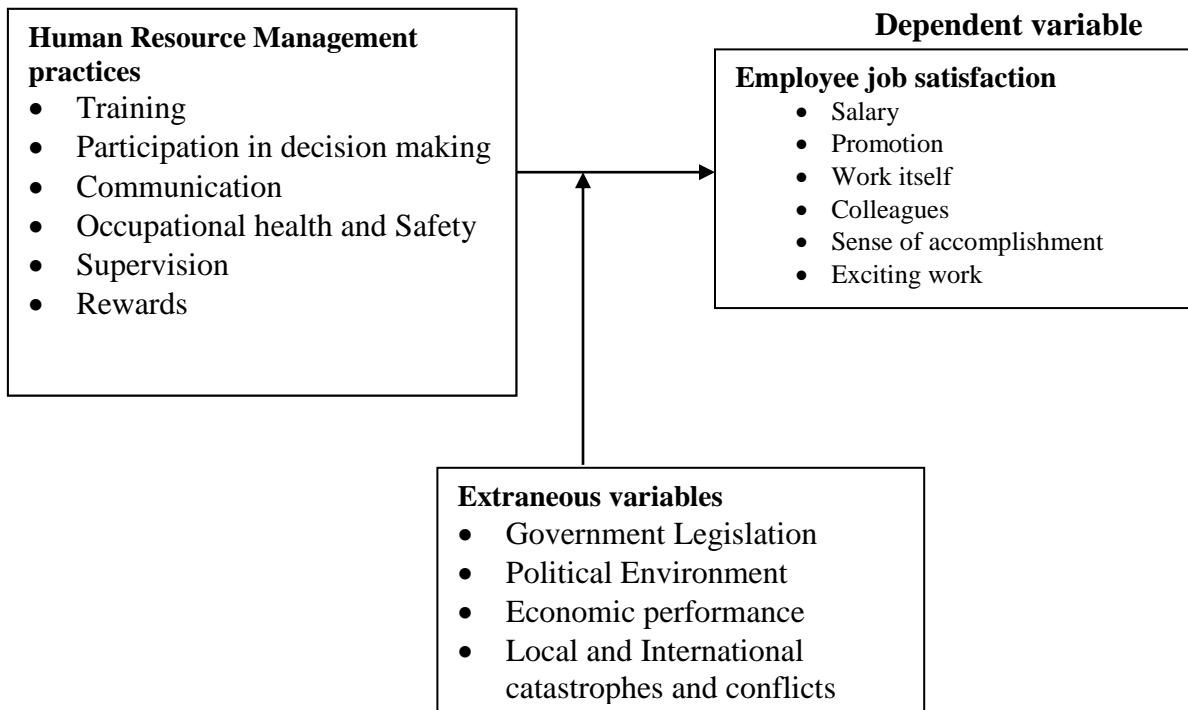 Human Resource Management
practices
• Training
• Participation in decision making
• Communication
• Occupational health and Safety
• Supervision
• Rewards
Dependent variable
Employee job satisfaction
• Salary
• Promotion
• Work itself
• Colleagues
• Sense of accomplishment
• Exciting work
Extraneous variables
• Government Legislation
• Political Environment
• Economic performance
• Local and International
catastrophes and conflicts